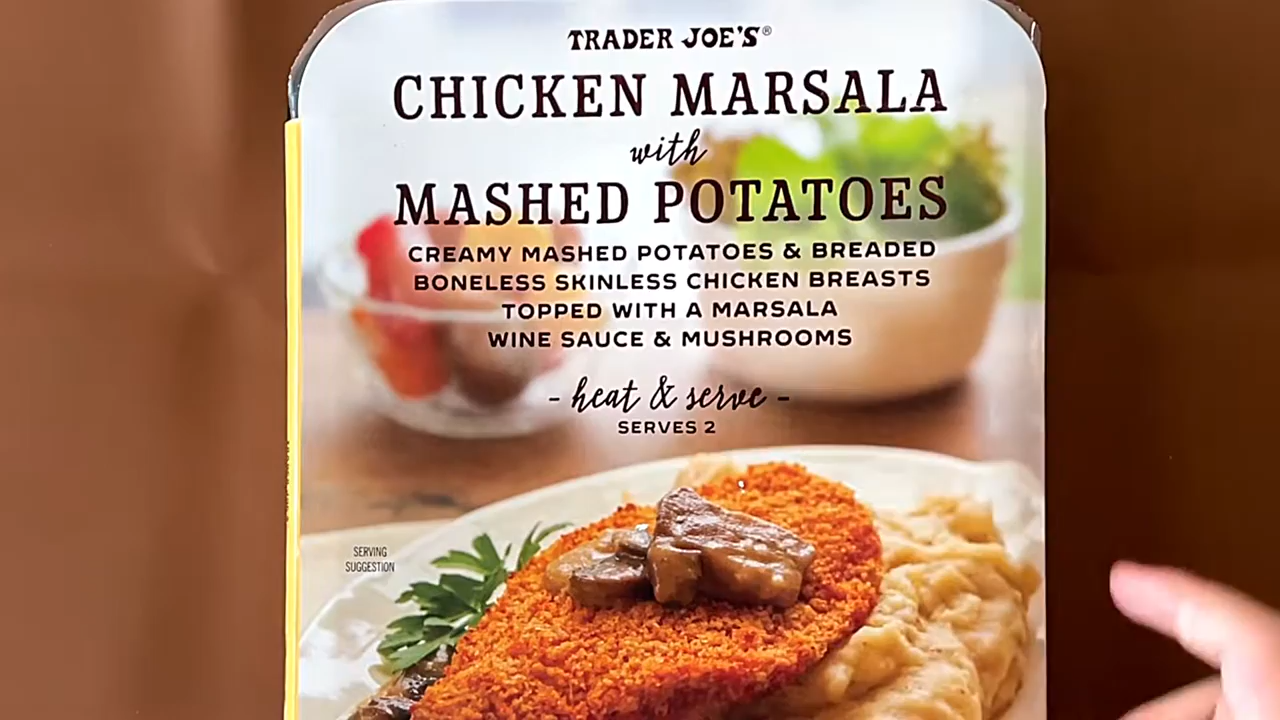 TRADER JOE'S®
CHICKEN MARSALA
with
MASHED POTATOES
CREAMY MASHED POTATOES & BREADED
BONELESS SKINLESS CHICKEN BREASTS
TOPPED WITH A MARSALA
WINE SAUCE & MUSHROOMS
- heat & serve -
SERVES 2
SERVING
SUGGESTION